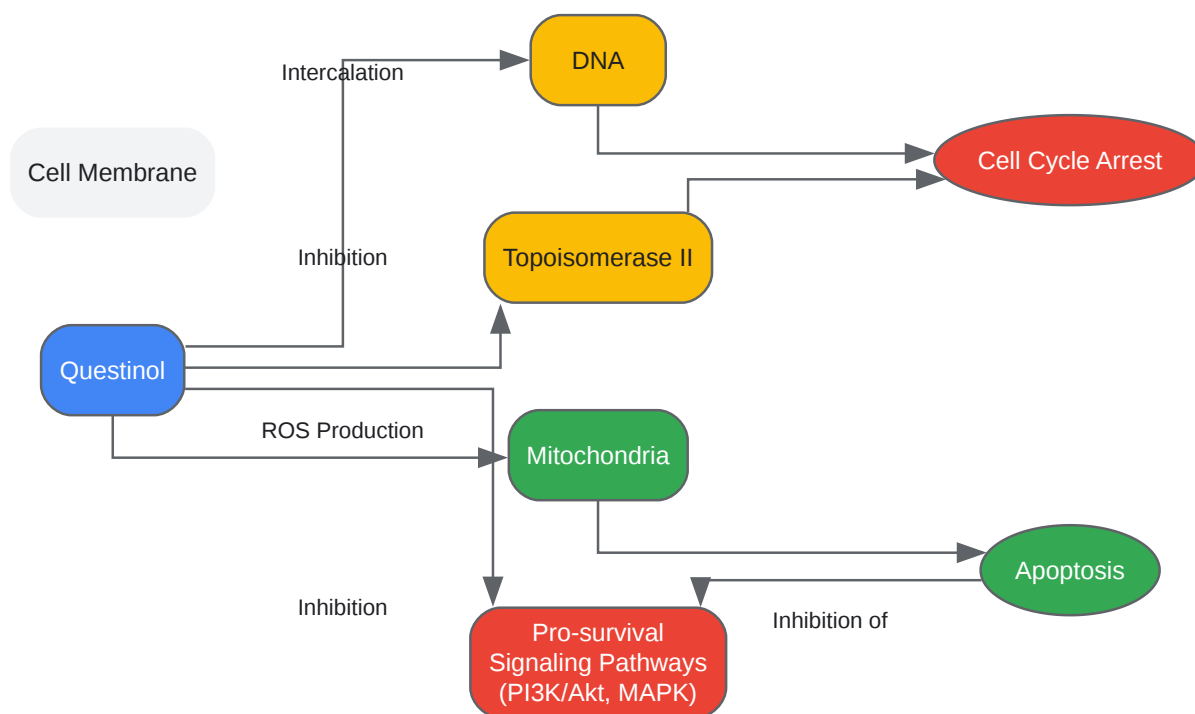 DNA
Intercalation
Cell Cycle Arrest
Cell Membrane
Inhibition
Topoisomerase II
Questinol
ROS Production
Mitochondria
Apoptosis
Inhibition
Inhibition of
Pro-survival
Signaling Pathways
(PI3K/Akt, MAPK)